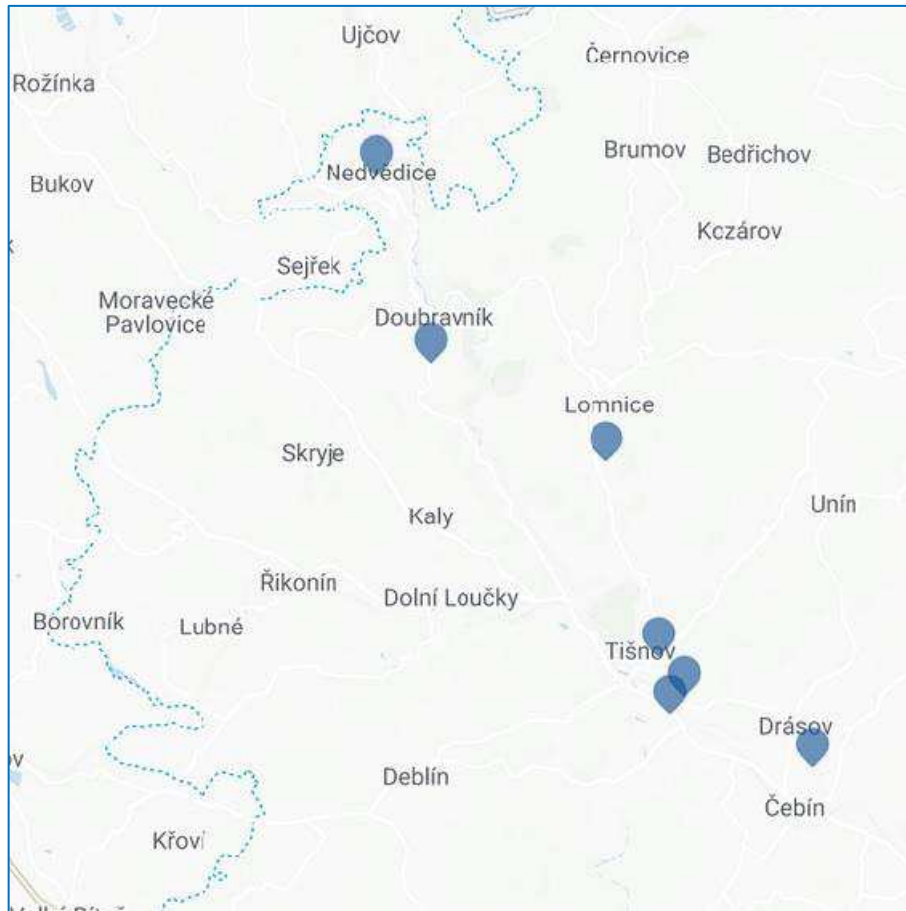 Ujčov
Černovice
Rožínka
Brumov
Bedřichov
Nedvědice
Bukov
Kczárov
Sejřek
Moravecké
Pavlovice
Doubravník
Lomnice
Skryje
Unín
Kaly
Řikonín
Dolní Loučky
Borovník
Lubné
Tišnov
Drásov
Deblín
Čebín
Křoví